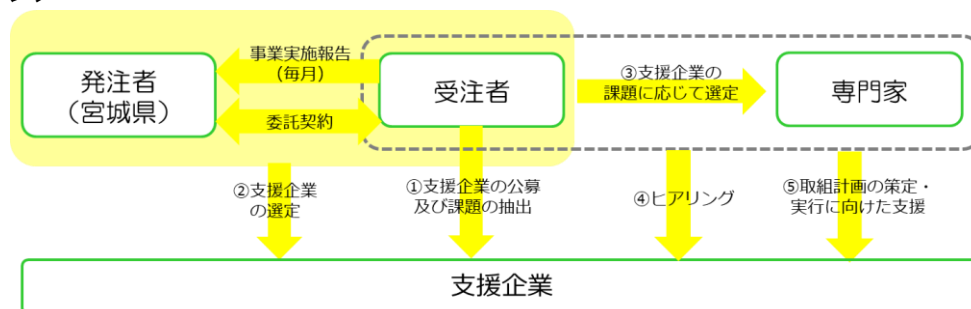 発注者
（宮城県）
事業実施報告
(毎月)
委託契約
受注者
③支援企業の
課題に応じて選定
専門家
②支援企業
の選定
①支援企業の公募
及び課題の抽出
④ヒアリング
⑤取組計画の策定・
実行に向けた支援
支援企業